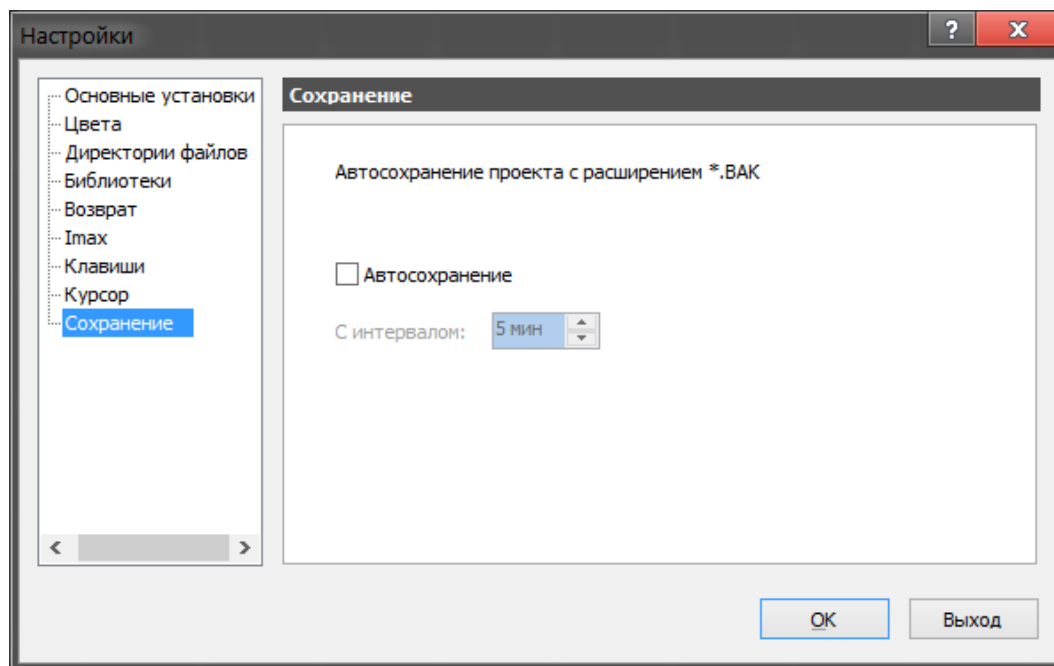 Настройки
?
X
Основные установки
Цвета
Директории файлов
Библиотеки
Возврат
Imax
Клавиши
Курсор
Сохранение
Сохранение
Автосохранение проекта с расширением *.BAK
Автосохранение
С интервалом:
5 мин
OK
Выход